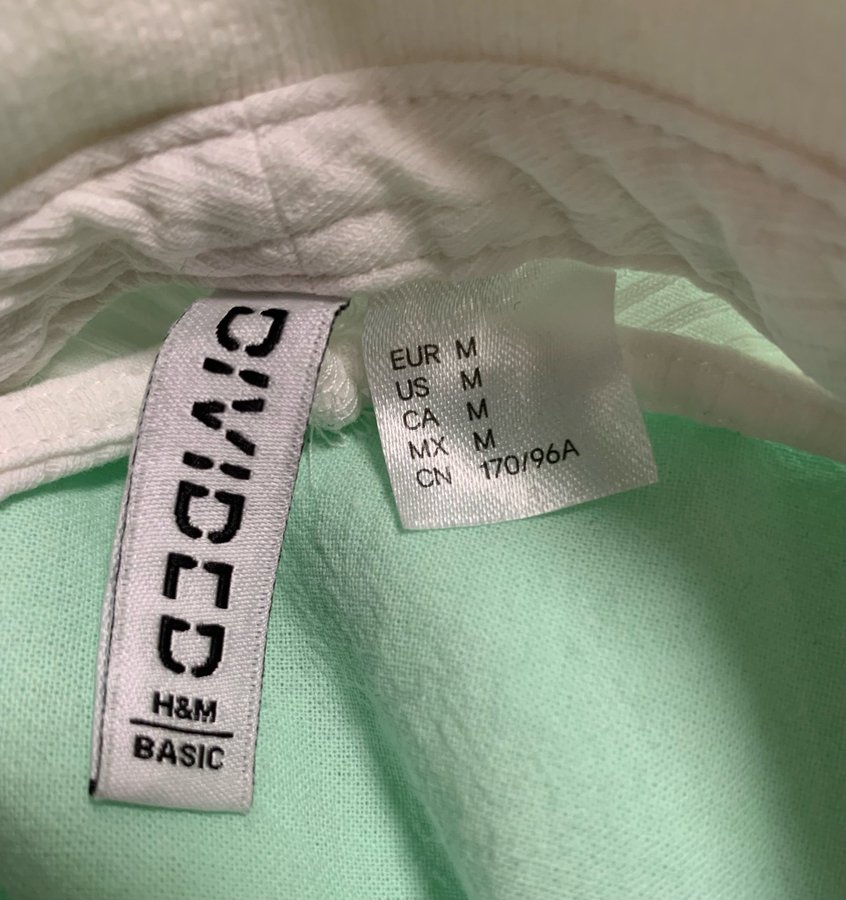 DIVIDED
H&M
BASIC
EUR M
US M
CA M
MX M
CN 170/96A